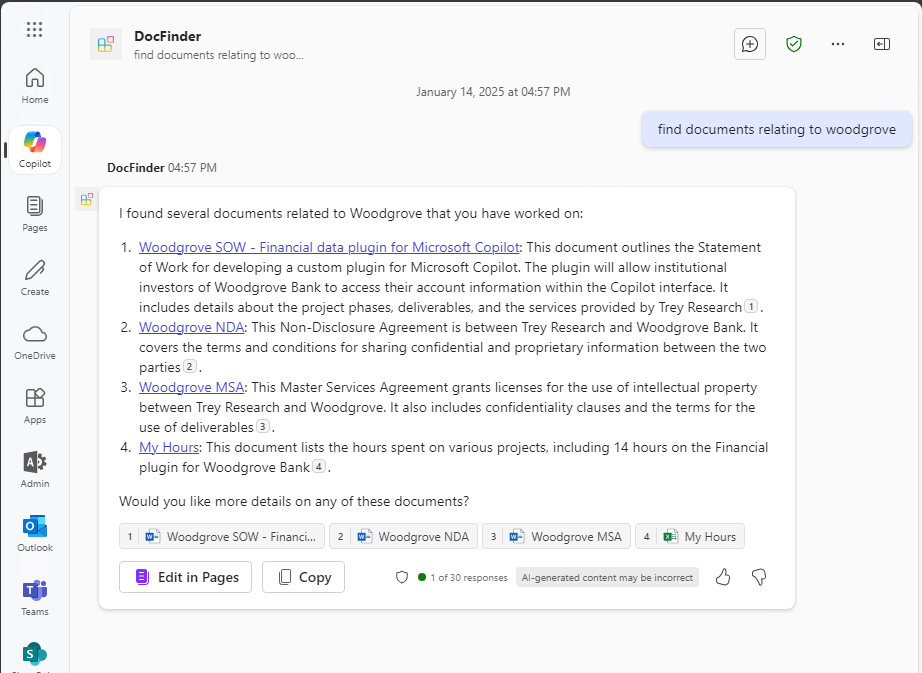 DocFinder
find documents relating to woo...
Home
Copilot
Pages
Create
OneDrive
Apps
Admin
Outlook
Teams
January 14, 2025 at 04:57 PM
find documents relating to woodgrove
DocFinder 04:57 PM
I found several documents related to Woodgrove that you have worked on:
1. Woodgrove SOW - Financial data plugin for Microsoft Copilot: This document outlines the Statement
of Work for developing a custom plugin for Microsoft Copilot. The plugin will allow institutional
investors of Woodgrove Bank to access their account information within the Copilot interface. It
includes details about the project phases, deliverables, and the services provided by Trey Research 1 .
2. Woodgrove NDA: This Non-Disclosure Agreement is between Trey Research and Woodgrove Bank. It
covers the terms and conditions for sharing confidential and proprietary information between the two
parties 2 .
3. Woodgrove MSA: This Master Services Agreement grants licenses for the use of intellectual property
between Trey Research and Woodgrove. It also includes confidentiality clauses and the terms for the
use of deliverables 3 .
4. My Hours: This document lists the hours spent on various projects, including 14 hours on the Financial
plugin for Woodgrove Bank 4 .
Would you like more details on any of these documents?
1 Woodgrove SOW - Financi... 2 Woodgrove NDA 3 Woodgrove MSA 4 My Hours
Edit in Pages Copy 1 of 30 responses AI-generated content may be incorrect